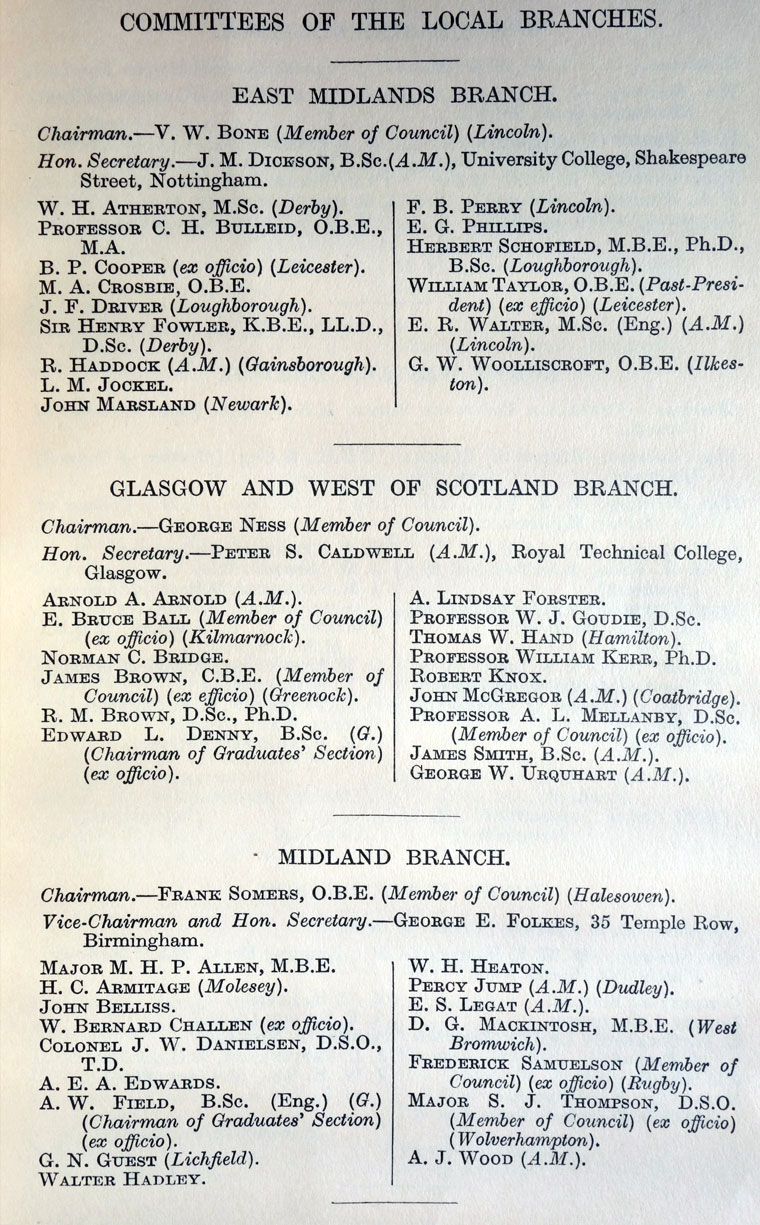 COMMITTEES OF THE LOCAL BRANCHES.
EAST MIDLANDS BRANCH.
Chairman.—V. W. BONE (Member of Council) (Lincoln).
Hon. Secretary.—J. M. DICKSON, B.Sc.(A.M.), University College, Shakespeare
Street, Nottingham.
W. H. ATHERTON, M.Sc. (Derby).
PROFESSOR C. H. BULLEID, O.B.E.,
M.A.
B. P. COOPER (ex officio) (Leicester).
M. A. CROSBIE, O.B.E.
J. F. DRIVER (Loughborough).
SIR HENRY FOWLER, K.B.E., LL.D.,
D.Sc. (Derby).
R. HADDOCK (A.M.) (Gainsborough).
L. M. JOCKEL.
JOHN MARSLAND (Newark).
F. B. PERRY (Lincoln).
E. G. PHILLIPS.
HERBERT SCHOFIELD, M.B.E., Ph.D.,
B.Sc. (Loughborough).
WILLIAM TAYLOR, O.B.E. (Past-Presi-
dent) (ex efficio) (Leicester).
E. R. WALTER, M.Sc. (Eng.) (A.M.)
(Lincoln).
G. W. WOOLLISCROFT, O.B.E. (Ilkes-
ton).
GLASGOW AND WEST OF SCOTLAND BRANCH.
Chairman.—GEORGE NESS (Member of Council).
Hon. Secretary.—PETER S. CALDWELL (A.M.), Royal Technical College,
Glasgow.
ARNOLD A. ARNOLD (A.M.).
E. BRUCE BALL (Member of Council)
(ex officio) (Kilmarnock).
NORMAN C. BRIDGE.
JAMES BROWN, C.B.E. (Member of
Council) (ex efficio) (Greenock).
R. M. BROWN, D.Sc., Ph.D.
EDWARD L. DENNY, B.Sc. (G.)
(Chairman of Graduates' Section)
(ex officio).
A. LINDSAY FORSTER.
PROFESSOR W. J. GOUDIE, D.Sc.
THOMAS W. HAND (Hamilton).
PROFESSOR WILLIAM KERR, Ph.D.
ROBERT KNOX.
JOHN MCGREGOR (A.M.) (Coatbridge).
PROFESSOR A. L. MELLANBY, D.Sc.
(Member of Council) (ex officio).
JAMES SMITH, B.Sc. (A.M.).
GEORGE W. URQUHART (A.M.).
MIDLAND BRANCH.
Chairman.—FRANK SOMERS, O.B.E. (Member of Council) (Halesowen).
Vice-Chairman and Hon. Secretary.—GEORGE E. FOLKES, 35 Temple Row,
Birmingham.
MAJOR M. H. P. ALLEN, M.B.E.
H. C. ARMITAGE (Molesey).
JOHN BELLISS.
W. BERNARD CHALLEN (ex officio).
COLONEL J. W. DANIELSEN, D.S.O.,
T.D.
A. E. A. EDWARDS.
A. W. FIELD, B.Sc. (Eng.) (G.)
(Chairman of Graduates' Section)
(ex officio).
G. N. GUEST (Lichfield).
WALTER HADLEY.
W. H. HEATON.
PERCY JUMP (A.M.) (Dudley).
E. S. LEGAT (A.M.).
D. G. MACKINTOSH, M.B.E. (West
Bromwich).
FREDERICK SAMUELSON (Member of
Council) (ex officio) (Rugby).
MAJOR S. J. THOMPSON, D.S.O.
(Member of Council) (ex officio)
(Wolverhampton).
A. J. WOOD (A.M.).